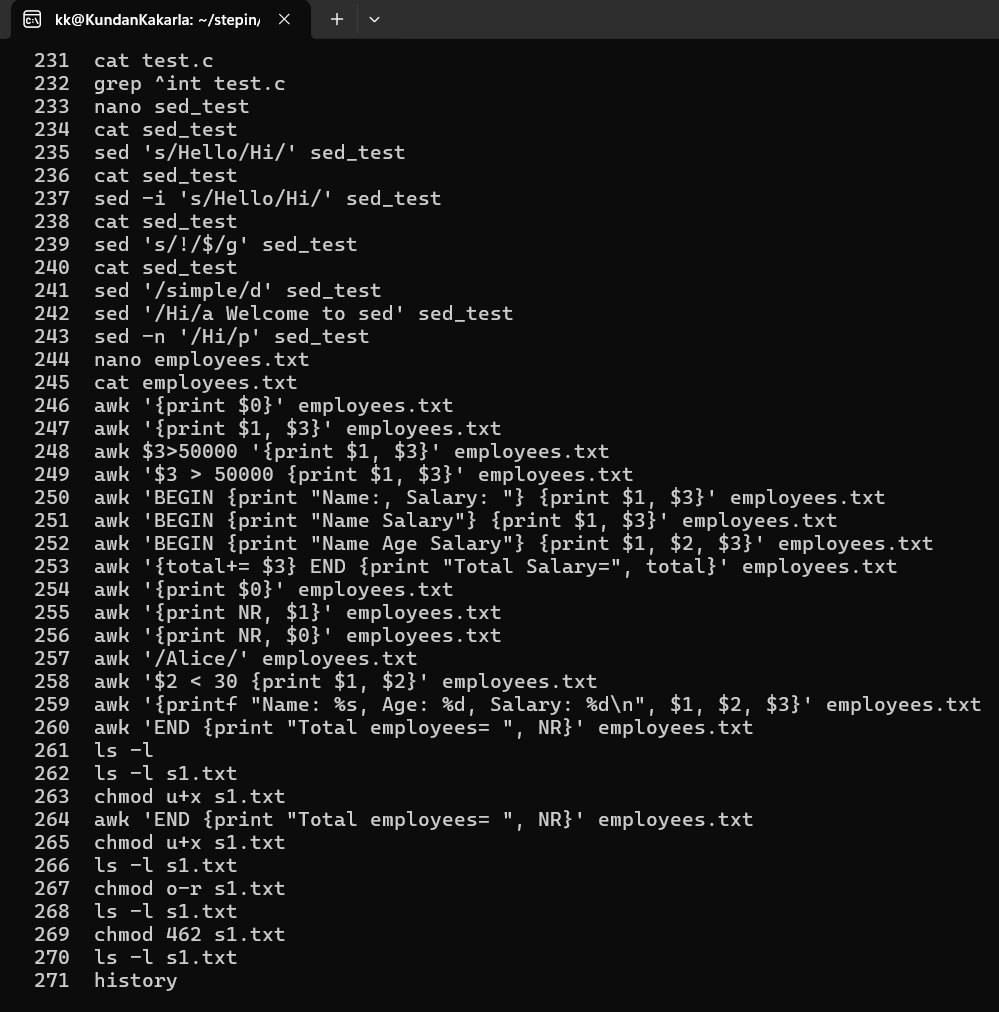 kk@KundanKakarla: ~/stepin/
231 cat test.c
232 grep ^int test.c
233 nano sed_test
234 cat sed_test
235 sed 's/Hello/Hi/' sed_test
236 cat sed_test
237 sed -i 's/Hello/Hi/' sed_test
238 cat sed_test
239 sed 's/!/$/g' sed_test
240 cat sed_test
241 sed '/simple/d' sed_test
242 sed '/Hi/a Welcome to sed' sed_test
243 sed -n '/Hi/p' sed_test
244 nano employees.txt
245 cat employees.txt
246 awk '{print $0}' employees.txt
247 awk '{print $1, $3}' employees.txt
248 awk $3>50000 '{print $1, $3}' employees.txt
249 awk '$3 > 50000 {print $1, $3}' employees.txt
250 awk 'BEGIN {print "Name:, Salary: "} {print $1, $3}' employees.txt
251 awk 'BEGIN {print "Name Salary"} {print $1, $3}' employees.txt
252 awk 'BEGIN {print "Name Age Salary"} {print $1, $2, $3}' employees.txt
253 awk '{total+= $3} END {print "Total Salary=", total}' employees.txt
254 awk '{print $0}' employees.txt
255 awk '{print NR, $1}' employees.txt
256 awk '{print NR, $0}' employees.txt
257 awk '/Alice/' employees.txt
258 awk '$2 < 30 {print $1, $2}' employees.txt
259 awk '{printf "Name: %s, Age: %d, Salary: %d\n", $1, $2, $3}' employees.txt
260 awk 'END {print "Total employees= ", NR}' employees.txt
261 ls -l
262 ls -l s1.txt
263 chmod u+x s1.txt
264 awk 'END {print "Total employees= ", NR}' employees.txt
265 chmod u+x s1.txt
266 ls -l s1.txt
267 chmod o-r s1.txt
268 ls -l s1.txt
269 chmod 462 s1.txt
270 ls -l s1.txt
271 history